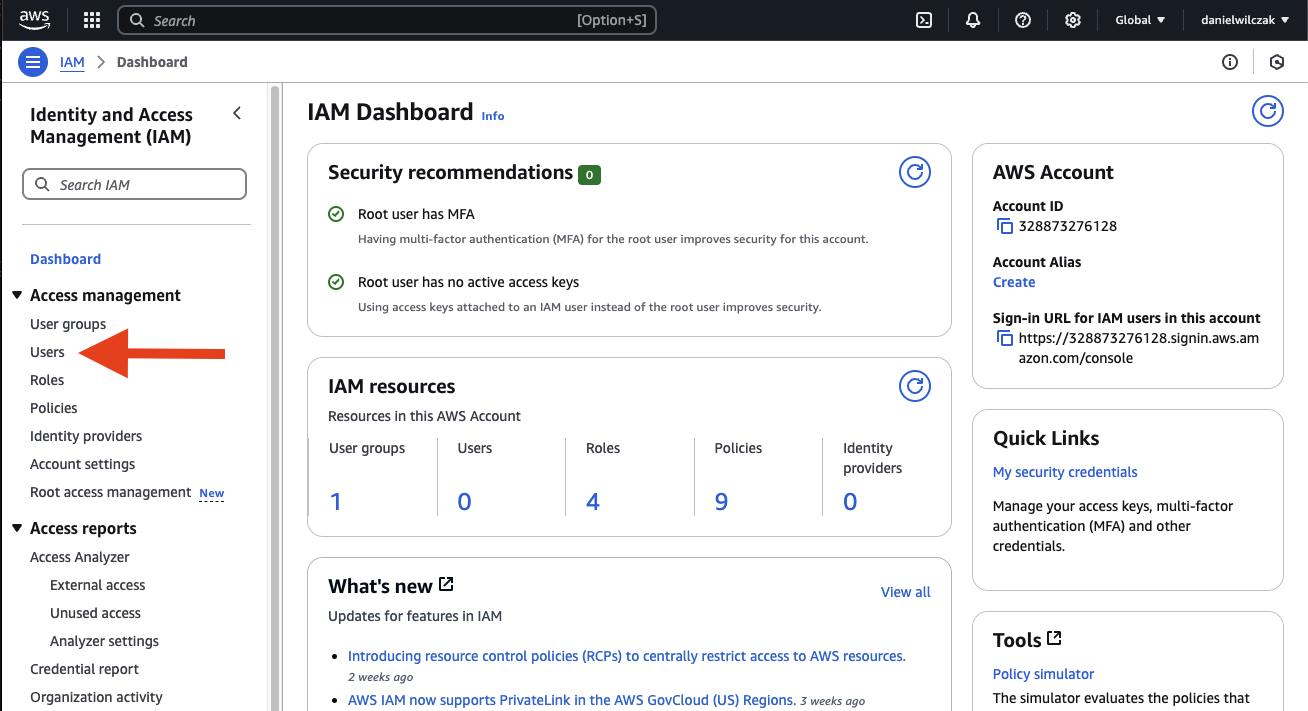 aws
Search
[Option+S]
Global
danielwilczak
IAM
Dashboard
Identity and Access
Management (IAM)
Search IAM
Dashboard
Access management
User groups
Users
Roles
Policies
Identity providers
Account settings
Root access management New
Access reports
Access Analyzer
External access
Unused access
Analyzer settings
Credential report
Organization activity
IAM Dashboard Info
Security recommendations 0
Root user has MFA
Having multi-factor authentication (MFA) for the root user improves security for this account.
Root user has no active access keys
Using access keys attached to an IAM user instead of the root user improves security.
IAM resources
Resources in this AWS Account
User groups
1
Users
0
Roles
4
Policies
9
Identity
providers
0
What's new
View all
Updates for features in IAM
Introducing resource control policies (RCPs) to centrally restrict access to AWS resources.
2 weeks ago
AWS IAM now supports PrivateLink in the AWS GovCloud (US) Regions. 3 weeks ago
AWS Account
Account ID
328873276128
Account Alias
Create
Sign-in URL for IAM users in this account
https://328873276128.signin.aws.am
azon.com/console
Quick Links
My security credentials
Manage your access keys, multi-factor
authentication (MFA) and other
credentials.
Tools
Policy simulator
The simulator evaluates the policies that